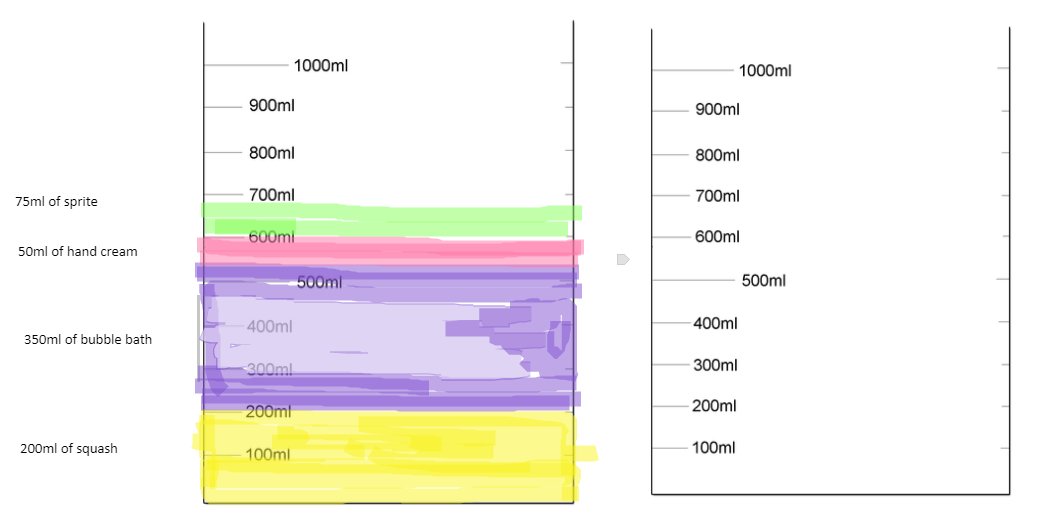 1000ml
900ml
800ml
700ml
75ml of sprite
600ml
50ml of hand cream
500ml
400ml
350ml of bubble bath
300ml
200ml
200ml of squash
100ml
1000ml
900ml
800ml
700ml
600ml
500ml
400ml
300ml
200ml
100ml